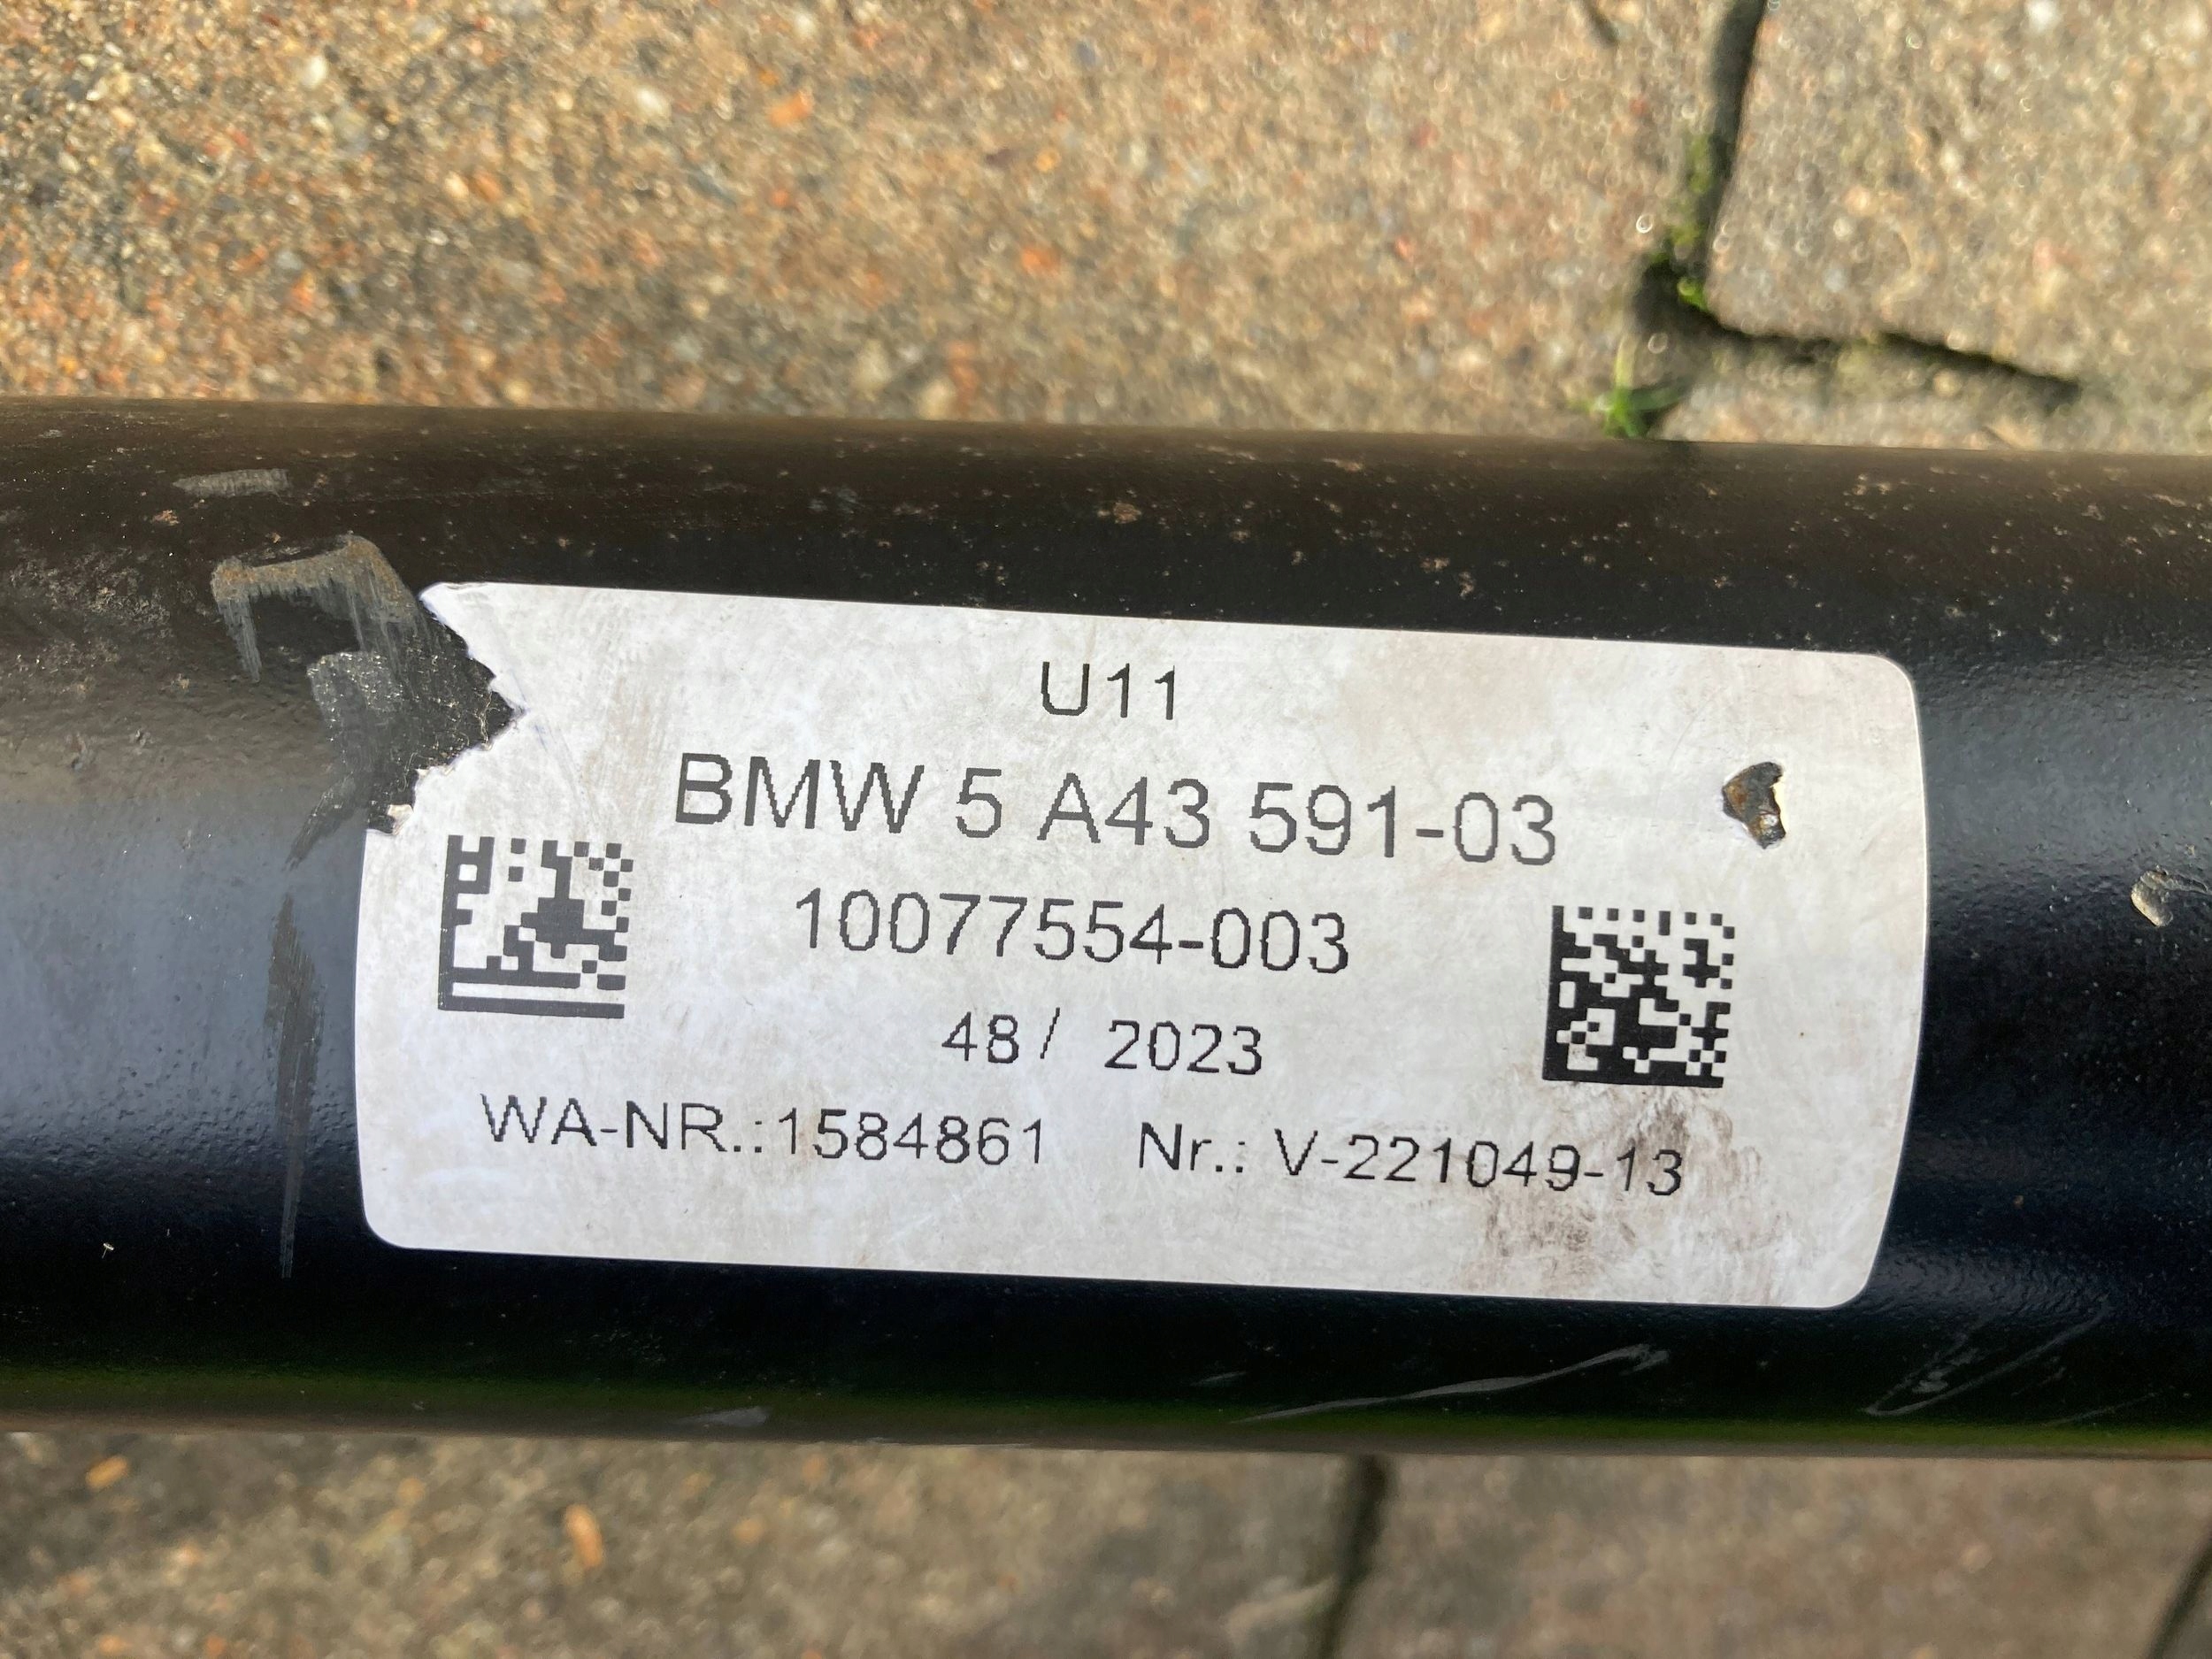 U11
BMW 5 A43 591-03
10077554-003
48/ 2023
WA-NR.:1584861 Nr.: V-221049-13